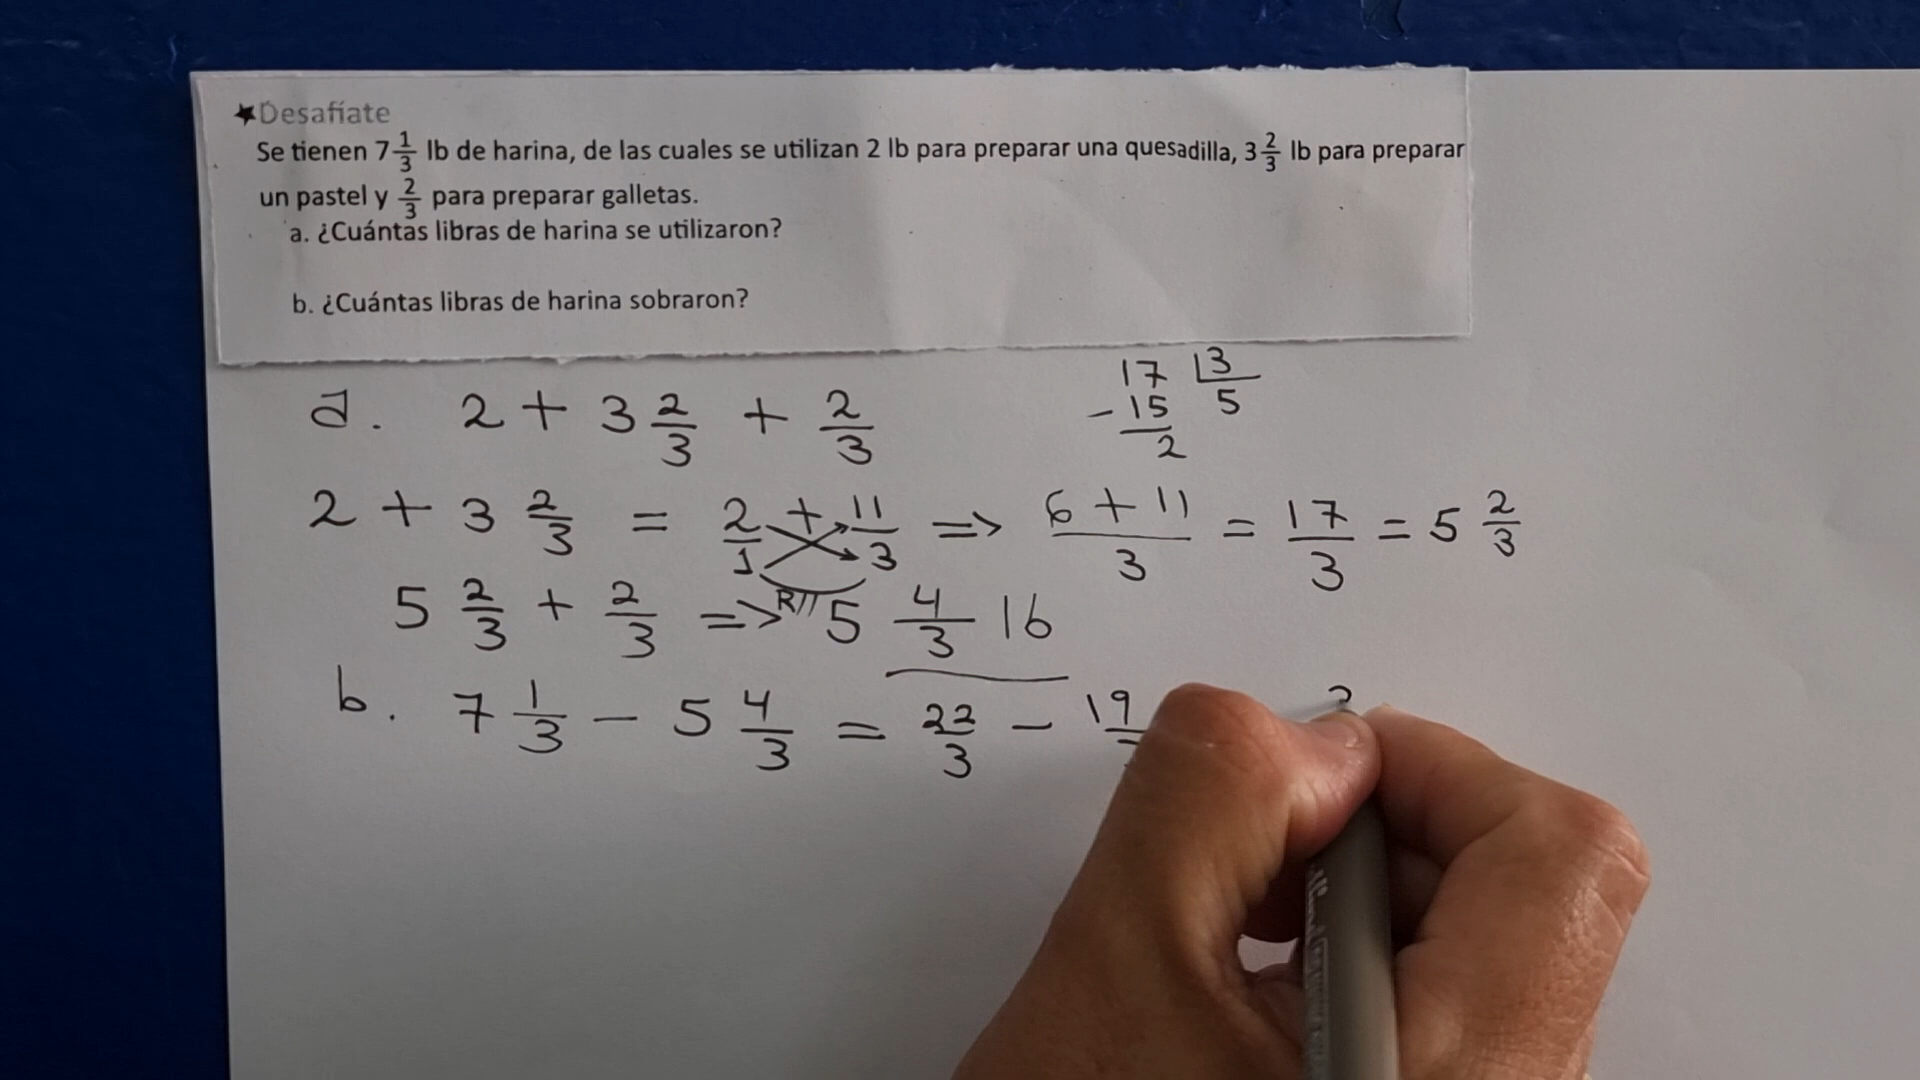 ★Desafíate
Se tienen 7 1/3 lb de harina, de las cuales se utilizan 2 lb para preparar una quesadilla, 3 2/3 lb para preparar
un pastel y 2/3 para preparar galletas.
a. ¿Cuántas libras de harina se utilizaron?
b. ¿Cuántas libras de harina sobraron?
17 | 3
- 15 5
2
a. 2 + 3 2/3 + 2/3
2 + 3 2/3 = 2/1 + 11/3 => 6 + 11 / 3 = 17/3 = 5 2/3
5 2/3 + 2/3 => R// 5 4/3 lb
b. 7 1/3 - 5 4/3 = 22/3 - 19